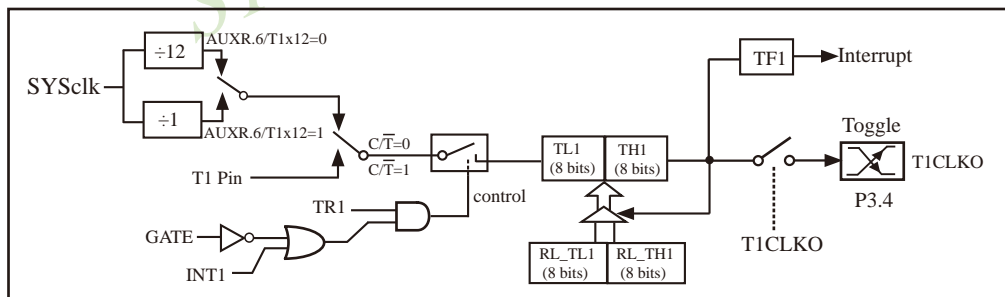 ÷12
AUXR.6/T1x12=0
SYSclk
÷1
AUXR.6/T1x12=1
T1 Pin
C/T̅=0
C/T̅=1
control
TR1
GATE
INT1
TL1
(8 bits)
TH1
(8 bits)
RL_TL1
(8 bits)
RL_TH1
(8 bits)
TF1
Interrupt
Toggle
T1CLKO
P3.4
T1CLKO